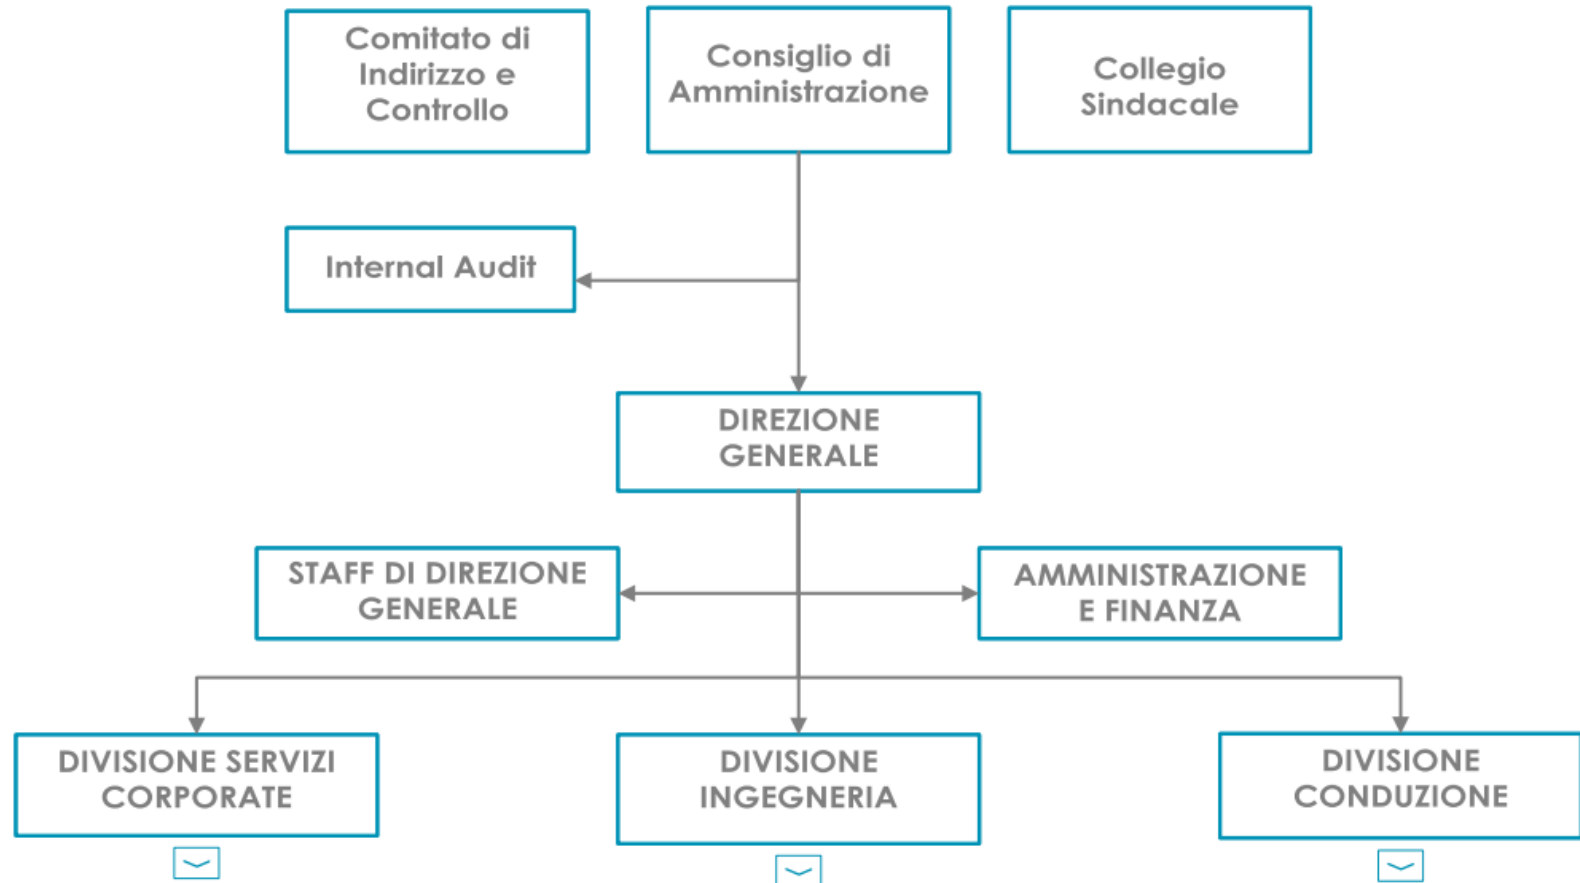 Comitato di
Indirizzo e
Controllo
Consiglio di
Amministrazione
Collegio
Sindacale
Internal Audit
DIREZIONE
GENERALE
STAFF DI DIREZIONE
GENERALE
AMMINISTRAZIONE
E FINANZA
DIVISIONE SERVIZI
CORPORATE
DIVISIONE
INGEGNERIA
DIVISIONE
CONDUZIONE